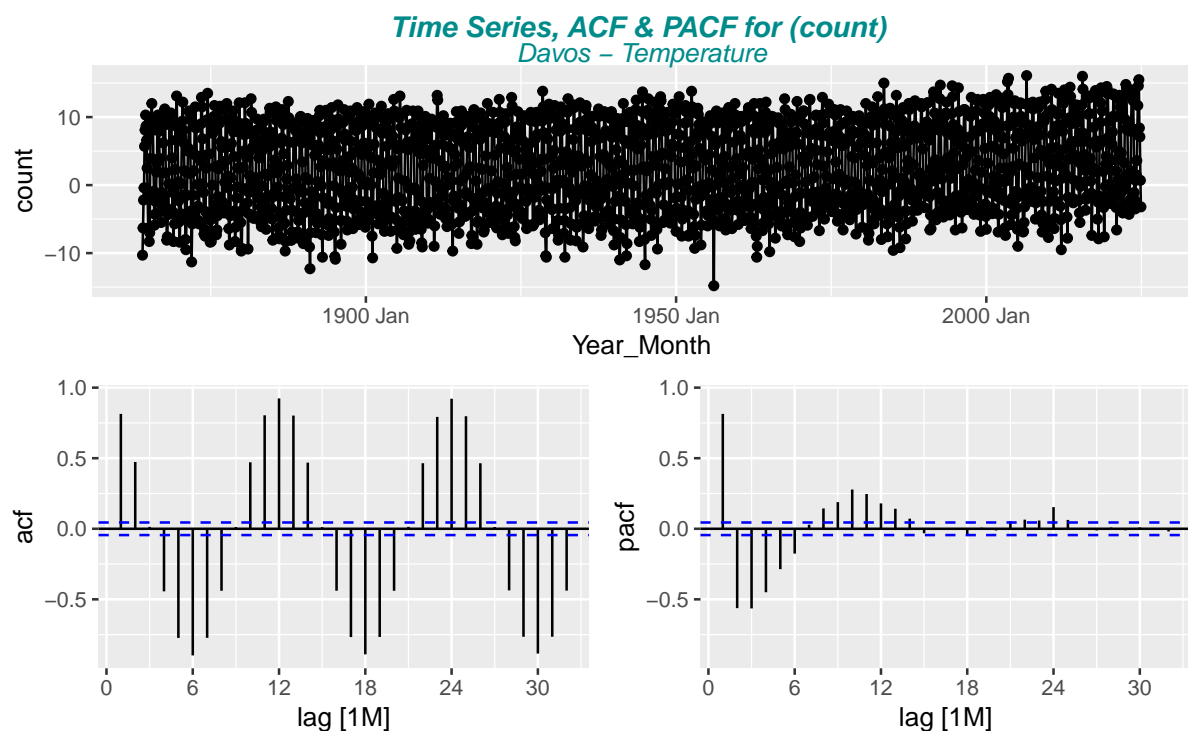 Time Series, ACF & PACF for (count)
Davos – Temperature
count
10
0
−10
1900 Jan
1950 Jan
2000 Jan
Year_Month
acf
1.0
0.5
0.0
−0.5
0
6
12
18
24
30
lag [1M]
pacf
1.0
0.5
0.0
−0.5
0
6
12
18
24
30
lag [1M]